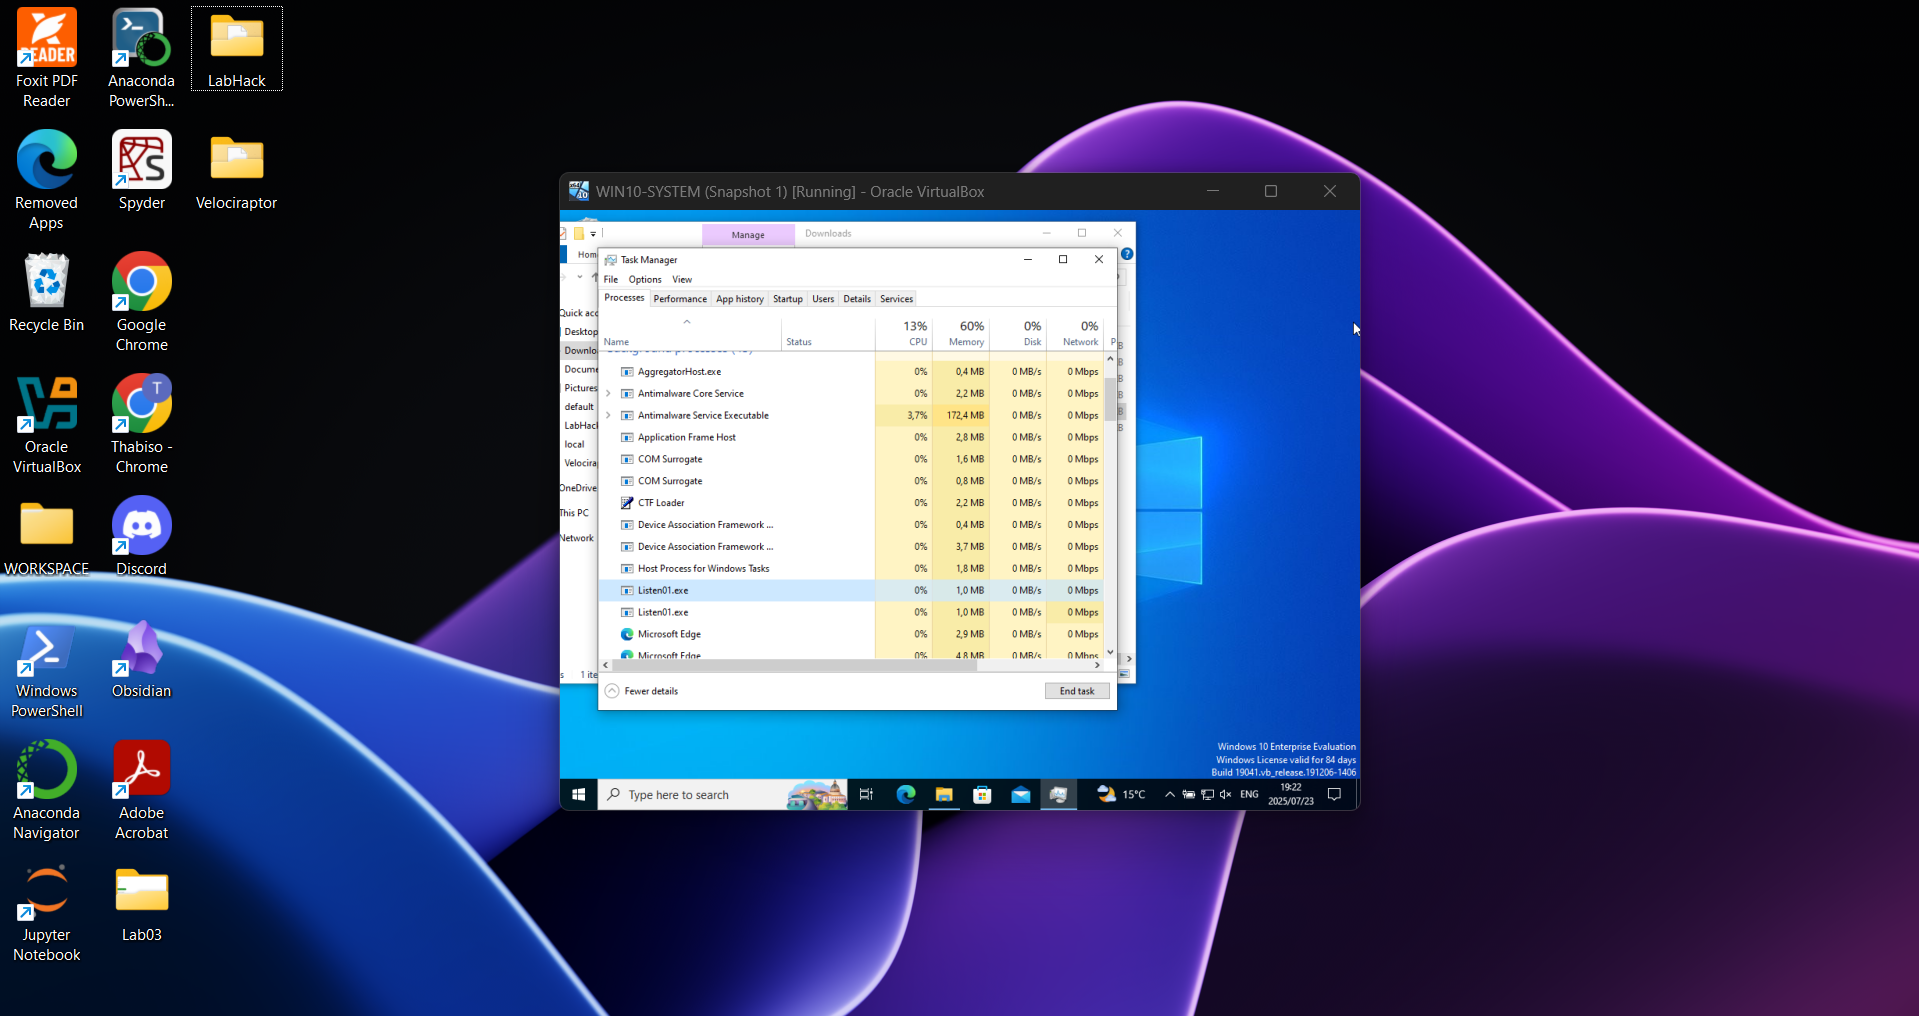 READER
Foxit PDF
Reader
Anaconda
PowerSh...
LabHack
Removed
Apps
Spyder
Velociraptor
Recycle Bin
Google
Chrome
Oracle
VirtualBox
T
Thabiso -
Chrome
WORKSPACE
Discord
Windows
PowerShell
Obsidian
Anaconda
Navigator
Adobe
Acrobat
Jupyter
Notebook
Lab03
WIN10-SYSTEM (Snapshot 1) [Running] - Oracle VirtualBox
Manage
Downloads
Hom
Quick acc
Desktop
Downlo
Docume
Pictures
default
LabHac
local
Velocira
OneDrive
This PC
Network
1 ite
Task Manager
File Options View
Processes Performance App history Startup Users Details Services
13% 60% 0% 0%
Name Status CPU Memory Disk Network P
AggregatorHost.exe 0% 0,4 MB 0 MB/s 0 Mbps
Antimalware Core Service 0% 2,2 MB 0 MB/s 0 Mbps
Antimalware Service Executable 3,7% 172,4 MB 0 MB/s 0 Mbps
Application Frame Host 0% 2,8 MB 0 MB/s 0 Mbps
COM Surrogate 0% 1,6 MB 0 MB/s 0 Mbps
COM Surrogate 0% 0,8 MB 0 MB/s 0 Mbps
CTF Loader 0% 2,2 MB 0 MB/s 0 Mbps
Device Association Framework ... 0% 0,4 MB 0 MB/s 0 Mbps
Device Association Framework ... 0% 3,7 MB 0 MB/s 0 Mbps
Host Process for Windows Tasks 0% 1,8 MB 0 MB/s 0 Mbps
Listen01.exe 0% 1,0 MB 0 MB/s 0 Mbps
Listen01.exe 0% 1,0 MB 0 MB/s 0 Mbps
Microsoft Edge 0% 2,9 MB 0 MB/s 0 Mbps
Microsoft Edge 0% 4,8 MB 0 MB/s 0 Mbps
Fewer details
End task
Windows 10 Enterprise Evaluation
Windows License valid for 84 days
Build 19041.vb_release.191206-1406
Type here to search
15°C
ENG
19:22
2025/07/23